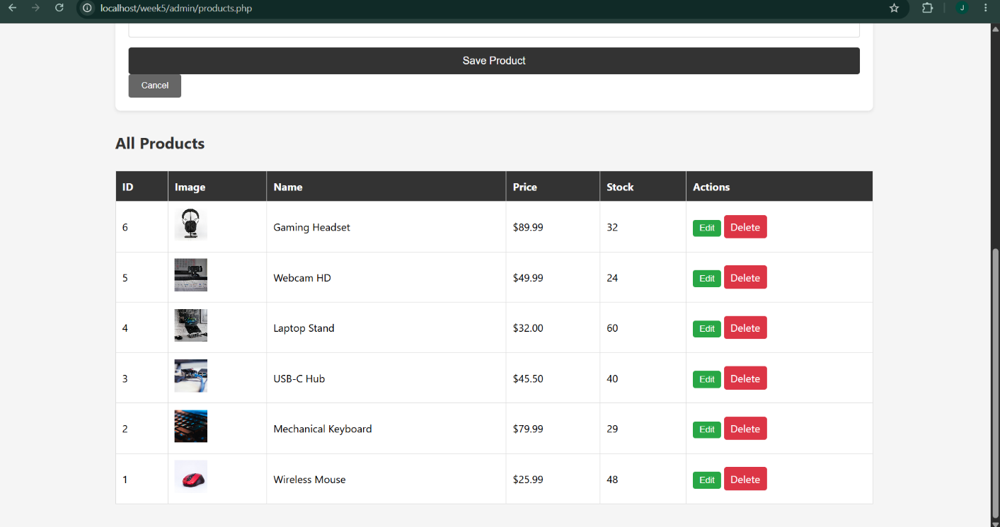 localhost/week5/admin/products.php
J
Save Product
Cancel
All Products
ID Image Name Price Stock Actions
6 Gaming Headset $89.99 32 Edit Delete
5 Webcam HD $49.99 24 Edit Delete
4 Laptop Stand $32.00 60 Edit Delete
3 USB-C Hub $45.50 40 Edit Delete
2 Mechanical Keyboard $79.99 29 Edit Delete
1 Wireless Mouse $25.99 48 Edit Delete